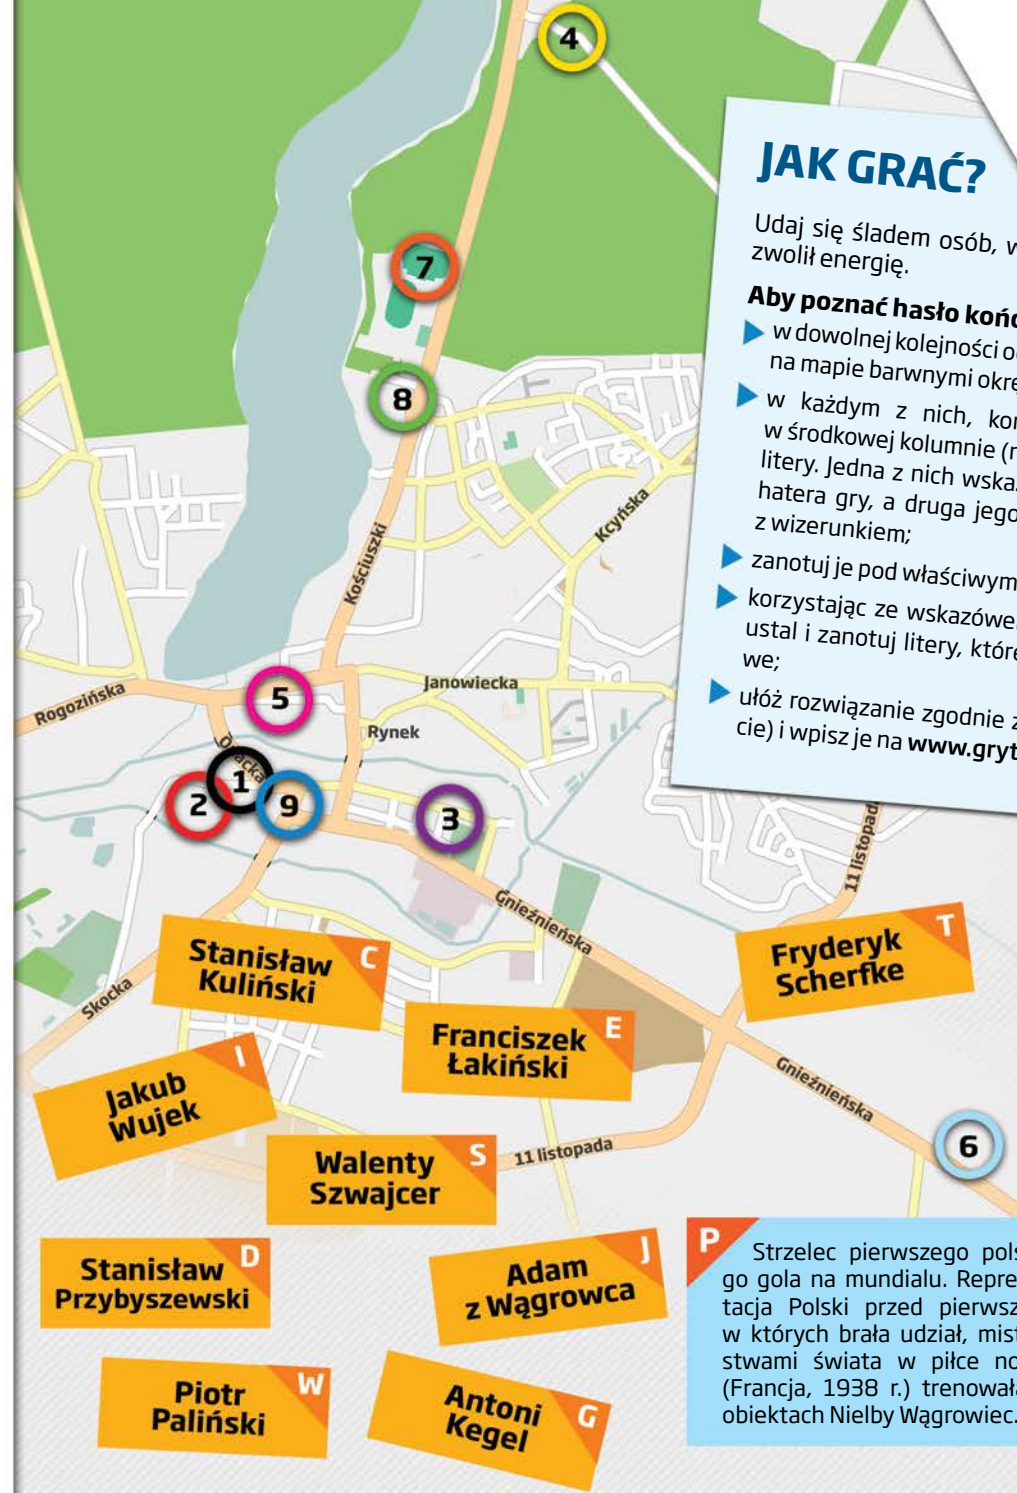 4
JAK GRAĆ?
Udaj się śladem osób, w
zwolił energię.
Aby poznać hasło końc
w dowolnej kolejności o
na mapie barwnymi okrę
w każdym z nich, kor
w środkowej kolumnie (n
litery. Jedna z nich wska
hatera gry, a druga jego
z wizerunkiem;
zanotuj je pod właściwym
korzystając ze wskazówe
ustal i zanotuj litery, które
we;
ułóż rozwiązanie zgodnie z
cie) i wpisz je na www.gryt
7
8
Kcyńska
Kościuszki
Rogozińska
5
Janowiecka
Rynek
Opacka
2
1
9
3
11 listopada
Gnieźnieńska
Skocka
Stanisław
Kuliński
C
Fryderyk
Scherfke
T
Franciszek
Łakiński
E
Jakub
Wujek
I
Gnieźnieńska
6
Walenty
Szwajcer
S
11 listopada
Stanisław
Przybyszewski
D
Adam
z Wągrowca
J
Piotr
Paliński
W
Antoni
Kegel
G
P
Strzelec pierwszego pols
go gola na mundialu. Repre
tacja Polski przed pierwsz
w których brała udział, mist
stwami świata w piłce no
(Francja, 1938 r.) trenował
obiektach Nielby Wągrowiec.